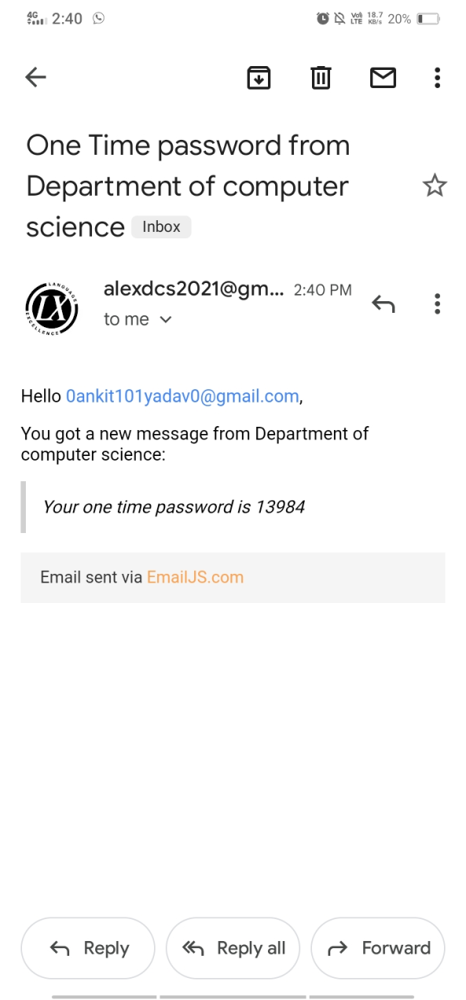 4G 2:40 Vo) LTE 18.7 KB/s 20%
One Time password from
Department of computer
science Inbox
LANGUAGE
LX
EXCELLENCE
alexdcs2021@gm... 2:40 PM
to me
Hello 0ankit101yadav0@gmail.com,
You got a new message from Department of
computer science:
Your one time password is 13984
Email sent via EmailJS.com
Reply Reply all Forward